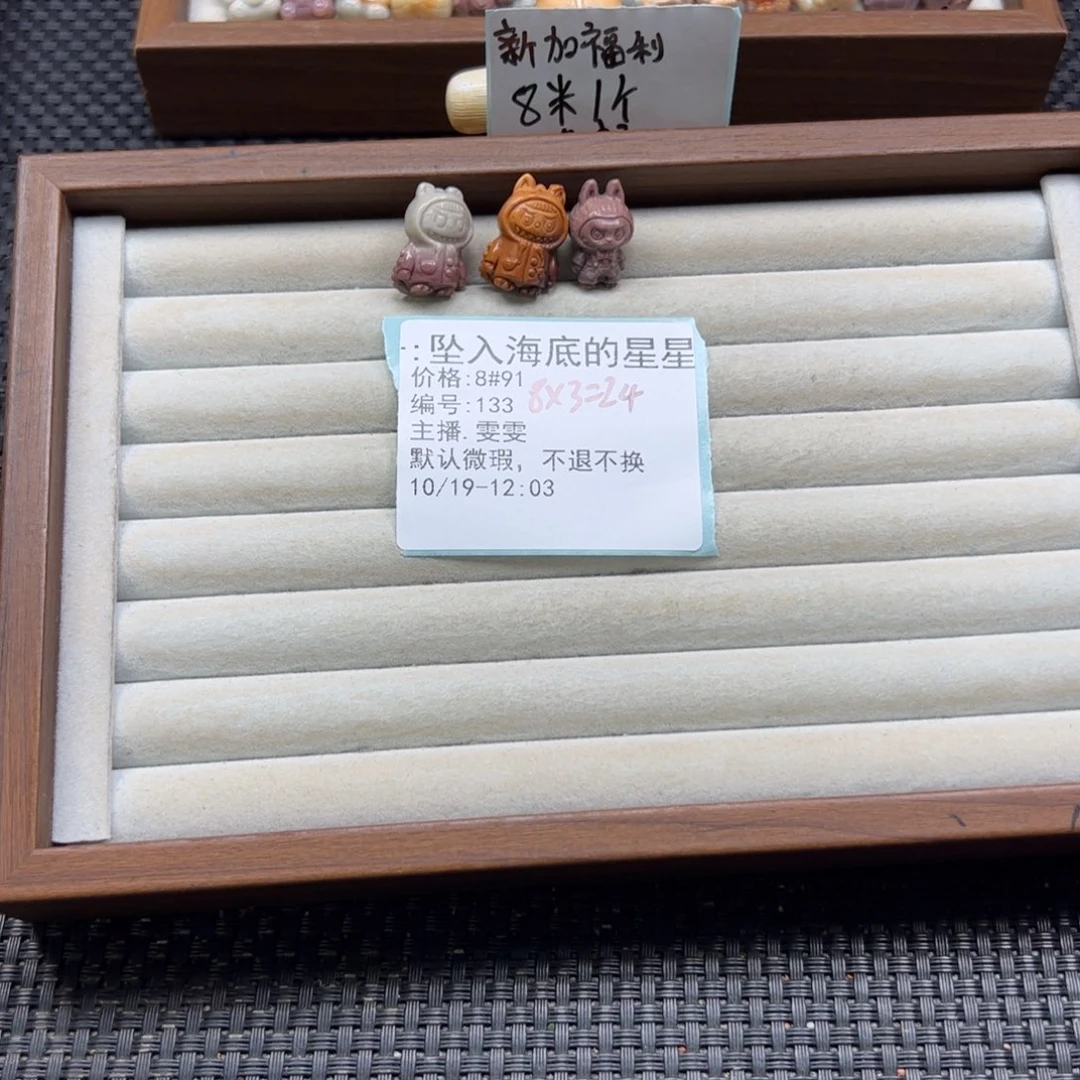 新加福利
8米1个
-:坠入海底的星星
价格:8#91
编号:133 8×3=24
主播.雯雯
默认微瑕，不退不换
10/19-12:03